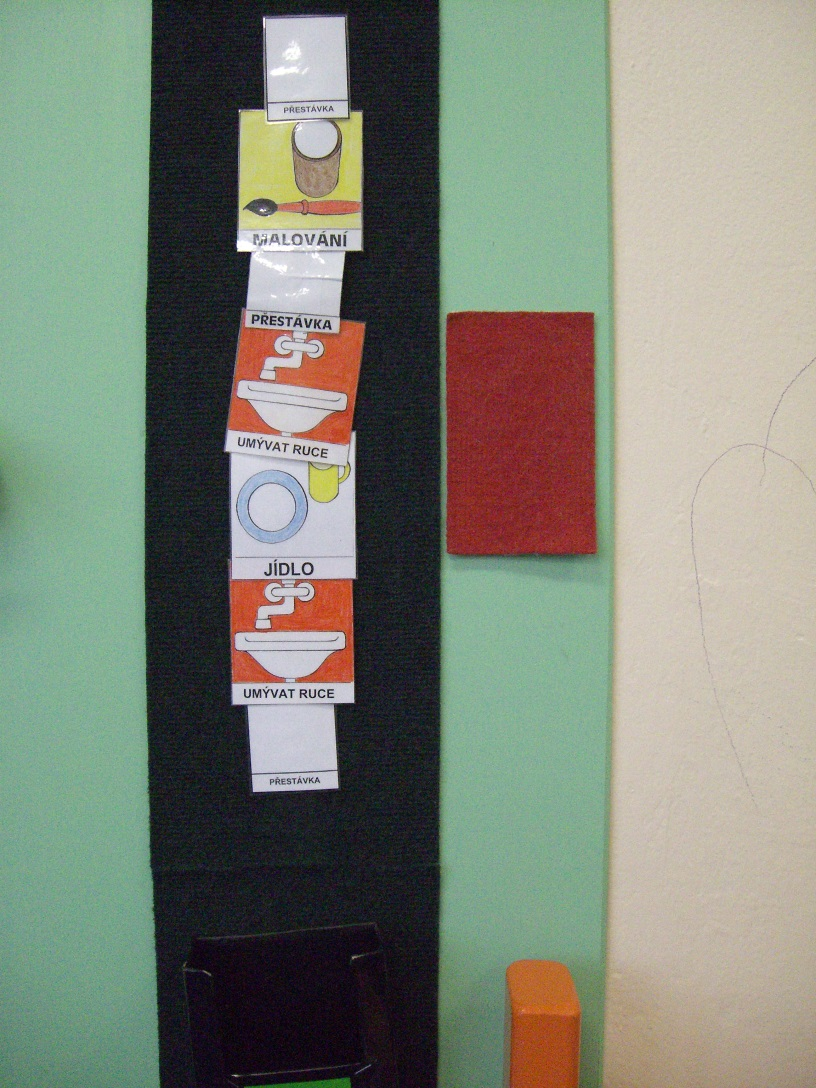 PŘESTÁVKA
MALOVÁNÍ
PŘESTÁVKA
UMÝVAT RUCE
JÍDLO
UMÝVAT RUCE
PŘESTÁVKA